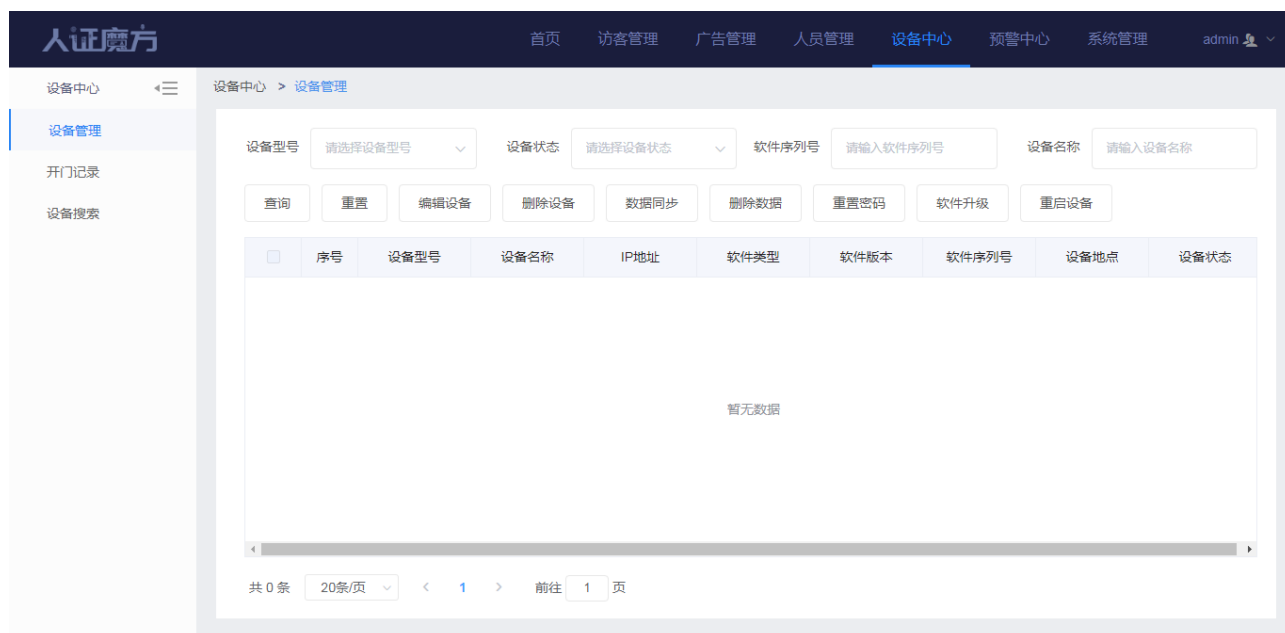 人证魔方 首页 访客管理 广告管理 人员管理 设备中心 预警中心 系统管理 admin
设备中心 设备中心 > 设备管理
设备管理
设备型号 请选择设备型号 设备状态 请选择设备状态 软件序列号 请输入软件序列号 设备名称 请输入设备名称
开门记录
查询 重置 编辑设备 删除设备 数据同步 删除数据 重置密码 软件升级 重启设备
设备搜索
序号 设备型号 设备名称 IP地址 软件类型 软件版本 软件序列号 设备地点 设备状态
暂无数据
共 0 条 20条/页 < 1 > 前往 1 页